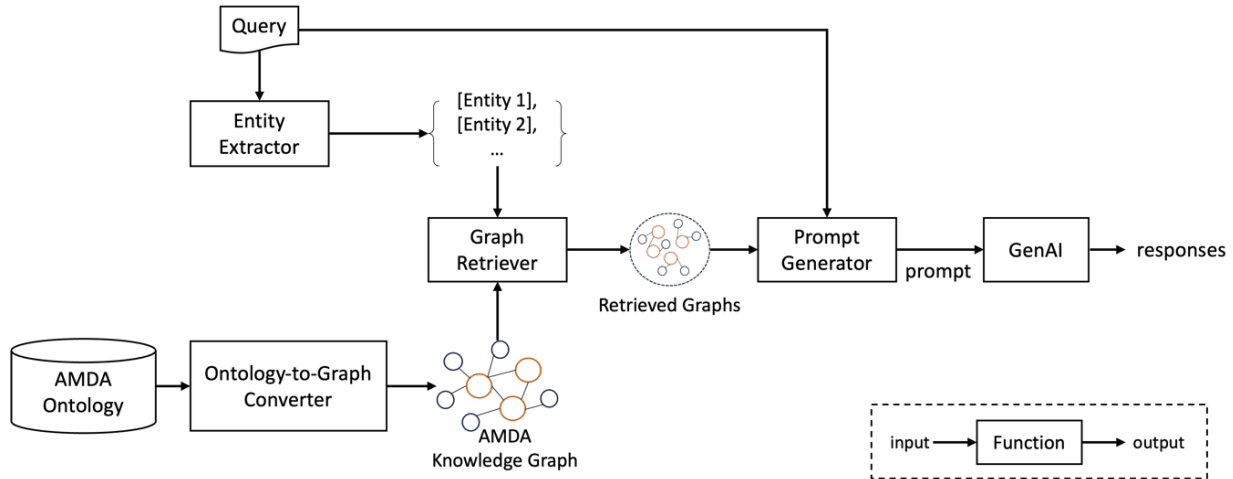 Query
Entity
Extractor
[Entity 1],
[Entity 2],
...
Graph
Retriever
Retrieved Graphs
Prompt
Generator
prompt
GenAI
responses
AMDA
Ontology
Ontology-to-Graph
Converter
AMDA
Knowledge Graph
input
Function
output